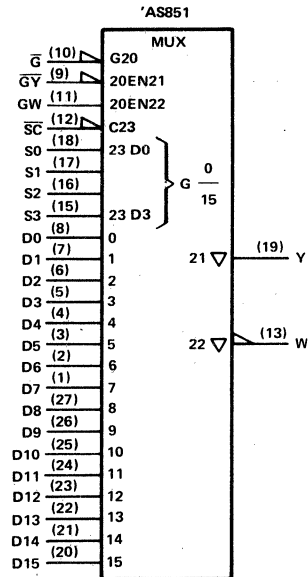 'AS851
MUX
G̅ (10) G20
G̅Y̅ (9) 20EN21
GW (11) 20EN22
S̅C̅ (12) C23
S0 (18) 23 D0
S1 (17)
S2 (16)
S3 (15) 23 D3
G 0/15
D0 (8) 0
D1 (7) 1
D2 (6) 2
D3 (5) 3
D4 (4) 4
D5 (3) 5
D6 (2) 6
D7 (1) 7
D8 (27) 8
D9 (26) 9
D10 (25) 10
D11 (24) 11
D12 (23) 12
D13 (22) 13
D14 (21) 14
D15 (20) 15
21 ▽ (19) Y
22 ▽ (13) W